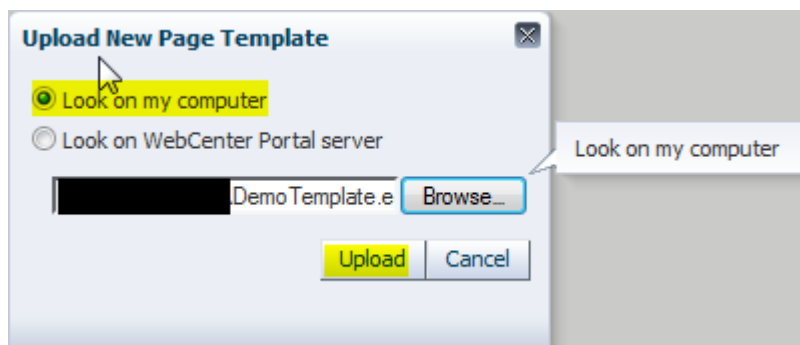 Upload New Page Template
Look on my computer
Look on WebCenter Portal server
Look on my computer
.DemoTemplate.e Browse...
Upload Cancel